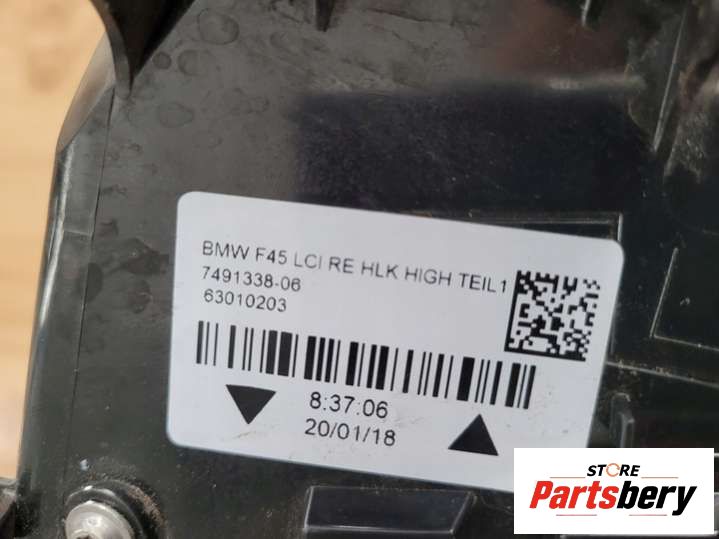 BMW F45 LCI RE HLK HIGH TEIL1
7491338-06
63010203
8:37:06
20/01/18
STORE
Partsbery